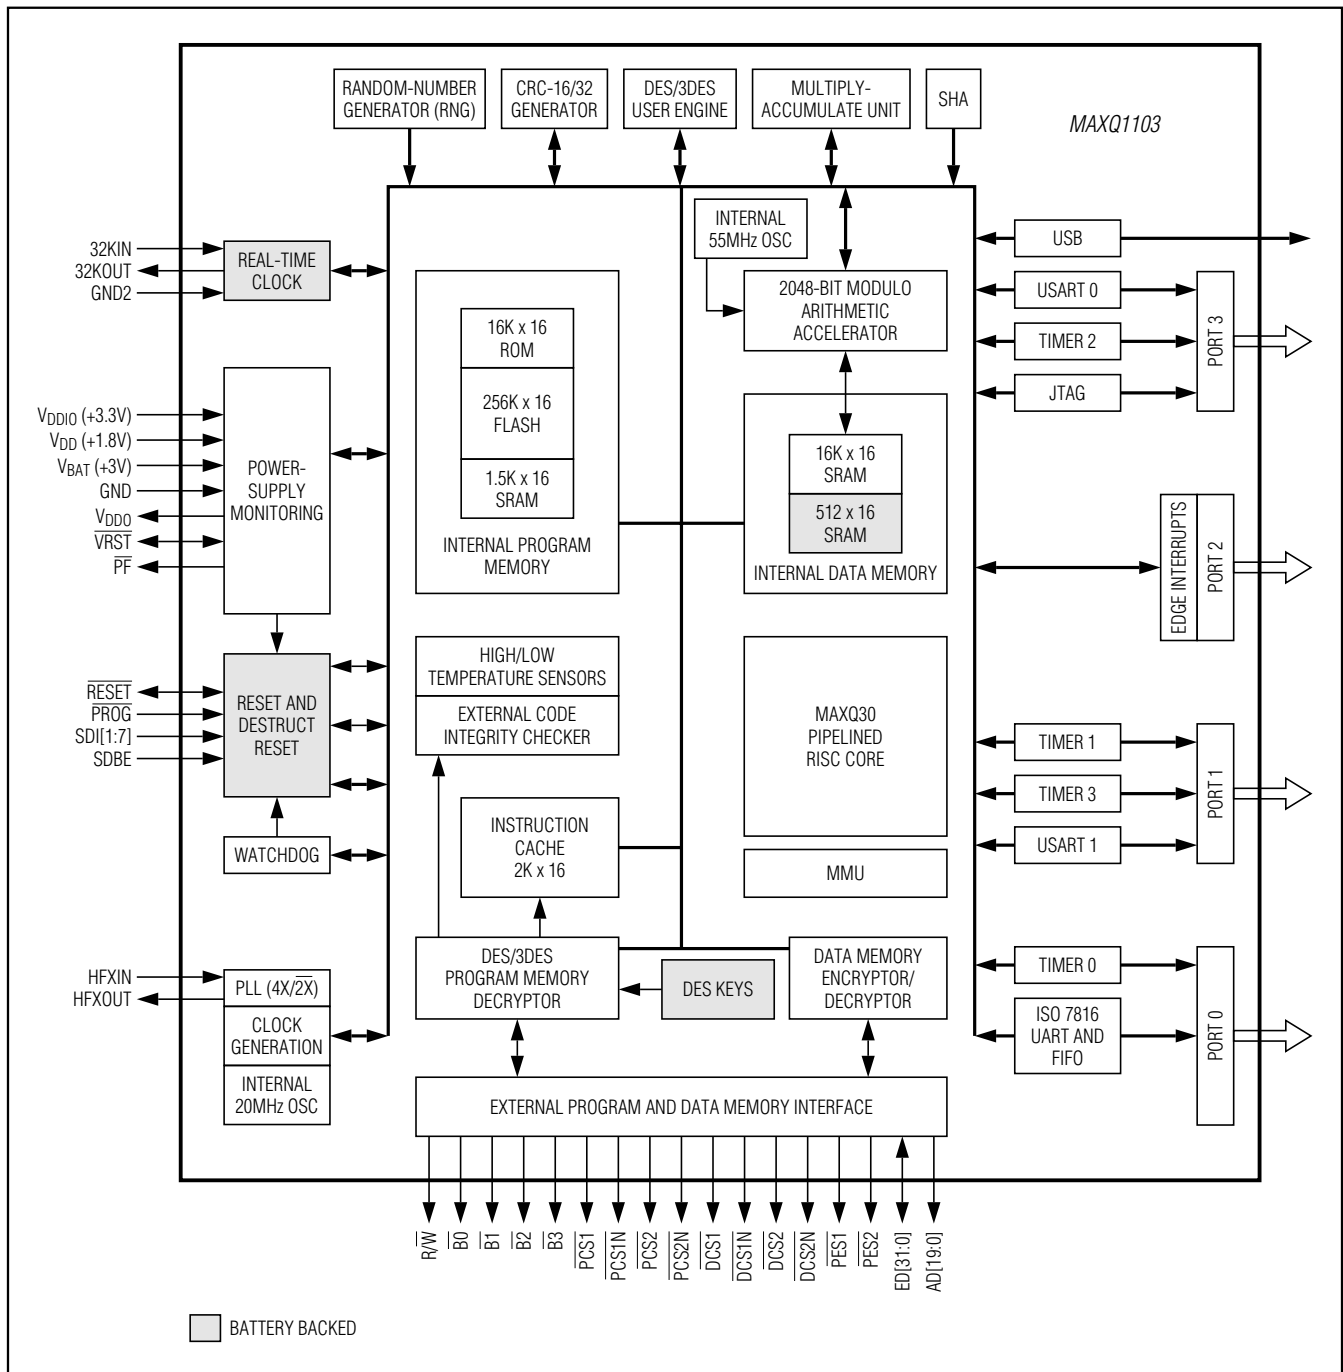 RANDOM-NUMBER
GENERATOR (RNG)
CRC-16/32
GENERATOR
DES/3DES
USER ENGINE
MULTIPLY-
ACCUMULATE UNIT
SHA
MAXQ1103
32KIN
32KOUT
GND2
REAL-TIME
CLOCK
INTERNAL
55MHz OSC
2048-BIT MODULO
ARITHMETIC
ACCELERATOR
USB
USART 0
TIMER 2
JTAG
PORT 3
16K x 16
ROM
256K x 16
FLASH
1.5K x 16
SRAM
INTERNAL PROGRAM
MEMORY
16K x 16
SRAM
512 x 16
SRAM
INTERNAL DATA MEMORY
VDDIO (+3.3V)
VDD (+1.8V)
VBAT (+3V)
GND
VDDO
VRST
PF
POWER-
SUPPLY
MONITORING
EDGE INTERRUPTS
PORT 2
RESET
PROG
SDI[1:7]
SDBE
RESET AND
DESTRUCT
RESET
HIGH/LOW
TEMPERATURE SENSORS
EXTERNAL CODE
INTEGRITY CHECKER
MAXQ30
PIPELINED
RISC CORE
TIMER 1
TIMER 3
USART 1
PORT 1
WATCHDOG
INSTRUCTION
CACHE
2K x 16
MMU
HFXIN
HFXOUT
PLL (4X/2X)
CLOCK
GENERATION
INTERNAL
20MHz OSC
DES/3DES
PROGRAM MEMORY
DECRYPTOR
DES KEYS
DATA MEMORY
ENCRYPTOR/
DECRYPTOR
TIMER 0
ISO 7816
UART AND
FIFO
PORT 0
EXTERNAL PROGRAM AND DATA MEMORY INTERFACE
R/W
B0
B1
B2
B3
PCS1
PCS1N
PCS2
PCS2N
DCS1
DCS1N
DCS2
DCS2N
PES1
PES2
ED[31:0]
AD[19:0]
BATTERY BACKED